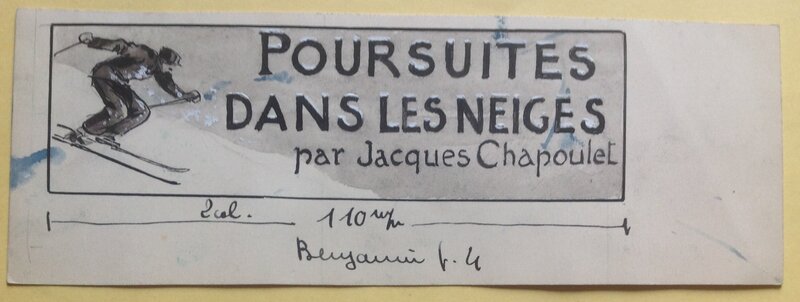 POURSUITES
DANS LES NEIGES
par Jacques Chapoulet
2 col. 110 m/m
Benjamin p. 4